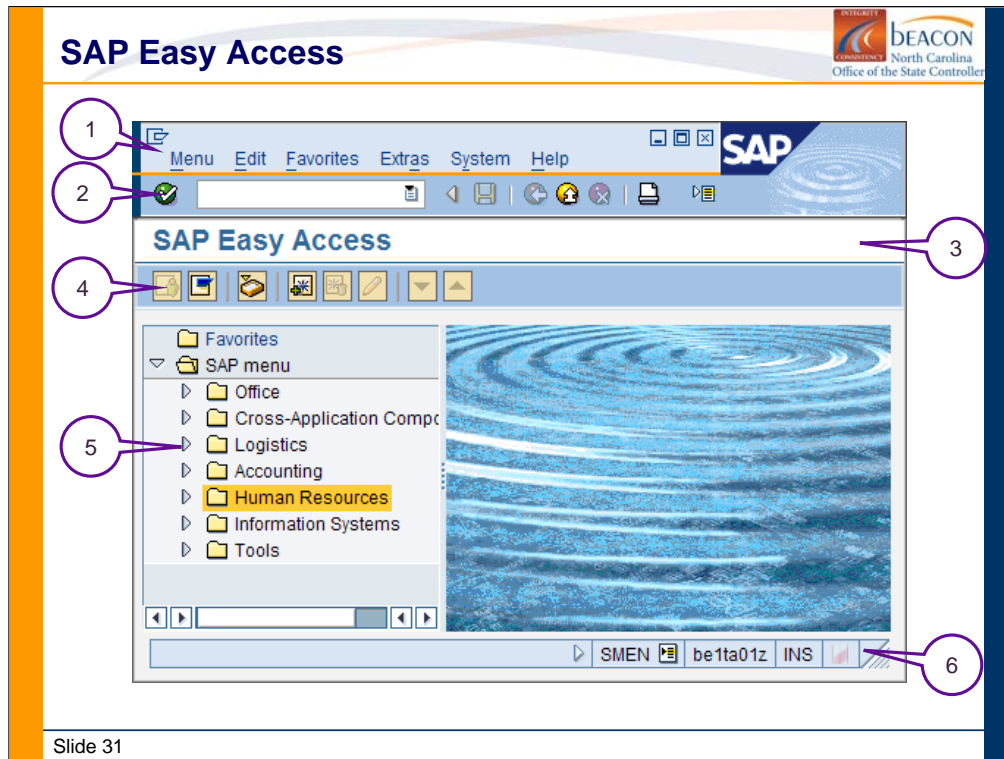 SAP Easy Access
INTEGRITY
CONSISTENCY
BEACON
North Carolina
Office of the State Controller
1
Menu Edit Favorites Extras System Help
SAP
2
SAP Easy Access
3
4
Favorites
SAP menu
Office
Cross-Application Compo
5
Logistics
Accounting
Human Resources
Information Systems
Tools
SMEN be1ta01z INS
6
Slide 31